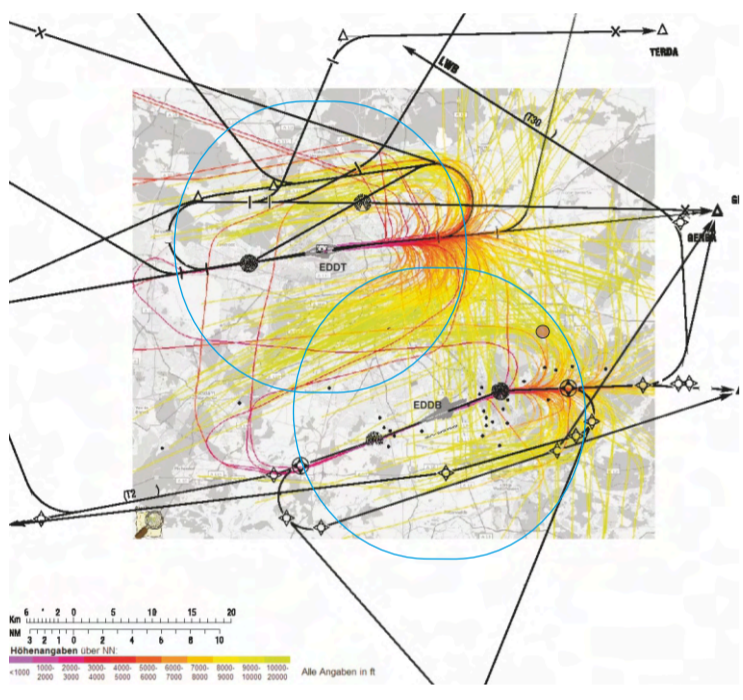 TERDA
LWB
(T3G)
GERGA
EDDT
EDDB
(T2
Km 6 2 0 5 10 15 20
NM 3 2 1 0 2 4 6 8 10
Höhenangaben über NN:
<1000 1000-2000 2000-3000 3000-4000 4000-5000 5000-6000 6000-7000 7000-8000 8000-9000 9000-10000 10000-20000 Alle Angaben in ft